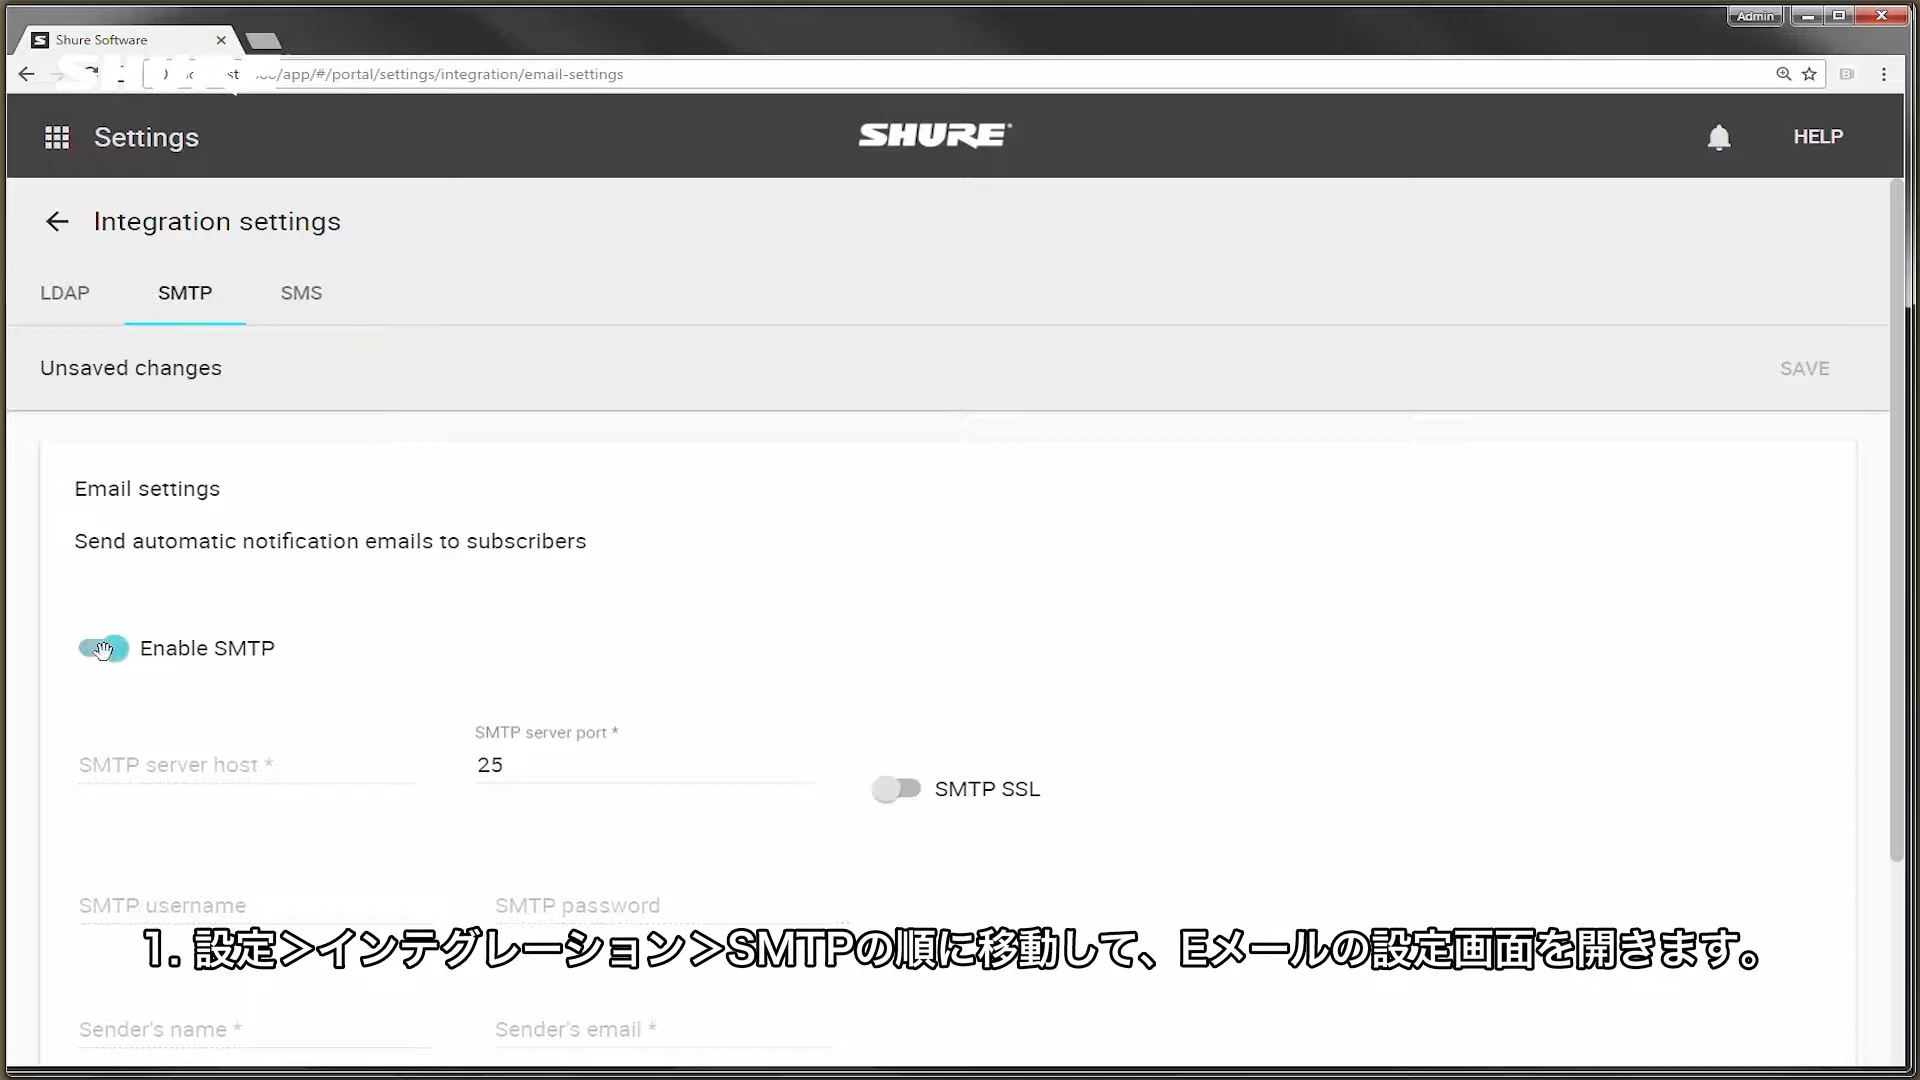 Admin
Shure Software
/app/#/portal/settings/integration/email-settings
Settings
SHURE
HELP
Integration settings
LDAP
SMTP
SMS
Unsaved changes
SAVE
Email settings
Send automatic notification emails to subscribers
Enable SMTP
SMTP server host *
SMTP server port *
25
SMTP SSL
SMTP username
SMTP password
1. 設定＞インテグレーション＞SMTPの順に移動して、Eメールの設定画面を開きます。
Sender's name *
Sender's email *